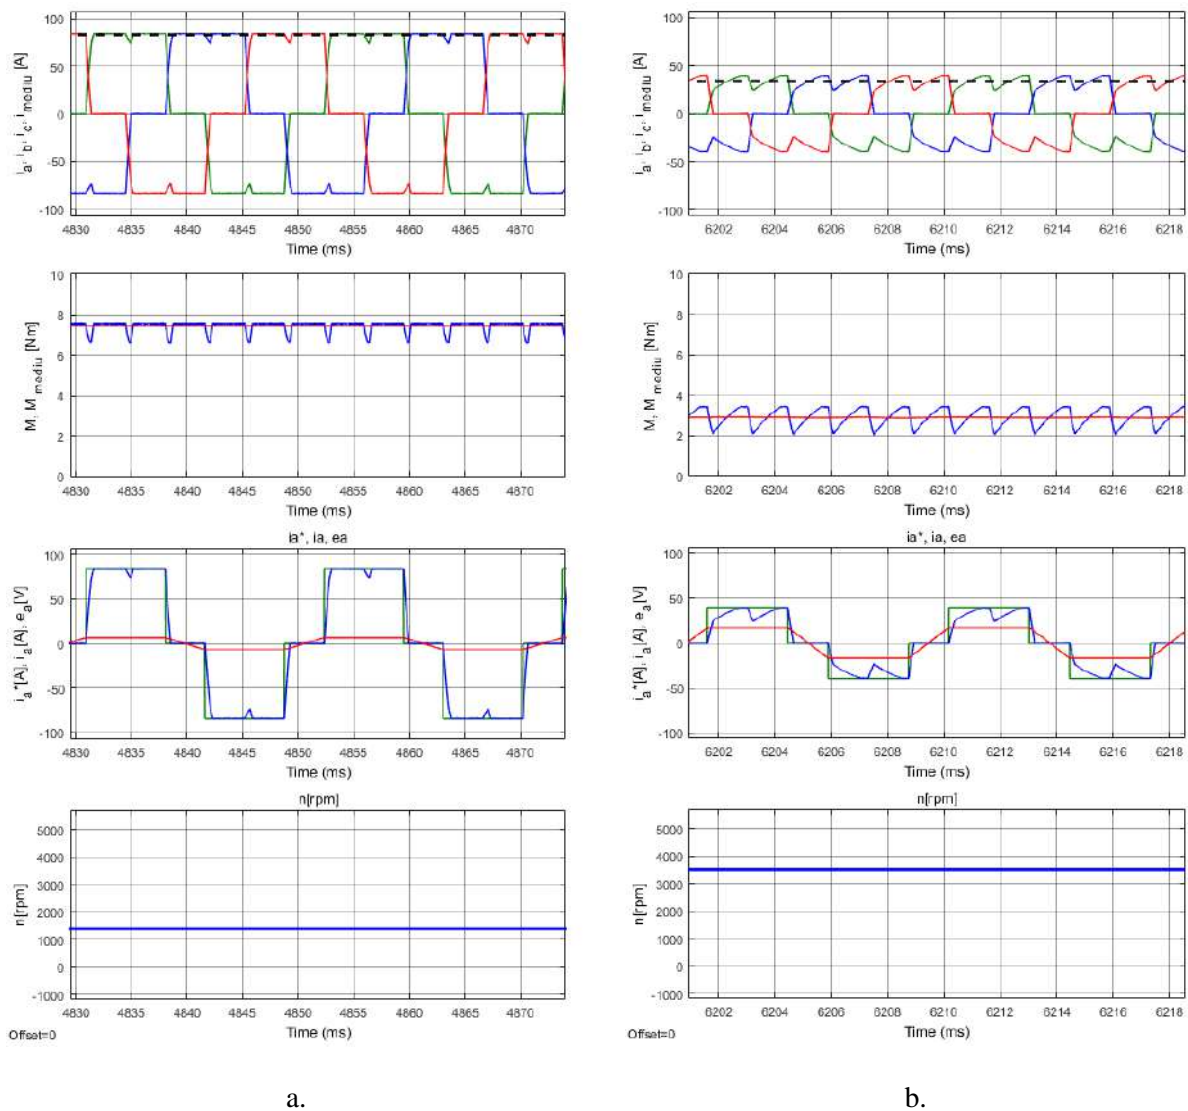 i_a, i_b, i_c, i_mediu [A]
100
50
0
-50
-100
4830 4835 4840 4845 4850 4855 4860 4865 4870
Time (ms)
M, M_mediu [Nm]
10
8
6
4
2
0
4830 4835 4840 4845 4850 4855 4860 4865 4870
Time (ms)
ia*, ia, ea
i_a*[A], i_a[A], e_a[V]
100
50
0
-50
-100
4830 4835 4840 4845 4850 4855 4860 4865 4870
Time (ms)
n[rpm]
n[rpm]
5000
4000
3000
2000
1000
0
-1000
4830 4835 4840 4845 4850 4855 4860 4865 4870
Time (ms)
Offset=0
a.
i_a, i_b, i_c, i_mediu [A]
100
50
0
-50
-100
6202 6204 6206 6208 6210 6212 6214 6216 6218
Time (ms)
M, M_mediu [Nm]
10
8
6
4
2
0
6202 6204 6206 6208 6210 6212 6214 6216 6218
Time (ms)
ia*, ia, ea
i_a*[A], i_a[A], e_a[V]
100
50
0
-50
-100
6202 6204 6206 6208 6210 6212 6214 6216 6218
Time (ms)
n[rpm]
n[rpm]
5000
4000
3000
2000
1000
0
-1000
6202 6204 6206 6208 6210 6212 6214 6216 6218
Time (ms)
Offset=0
b.